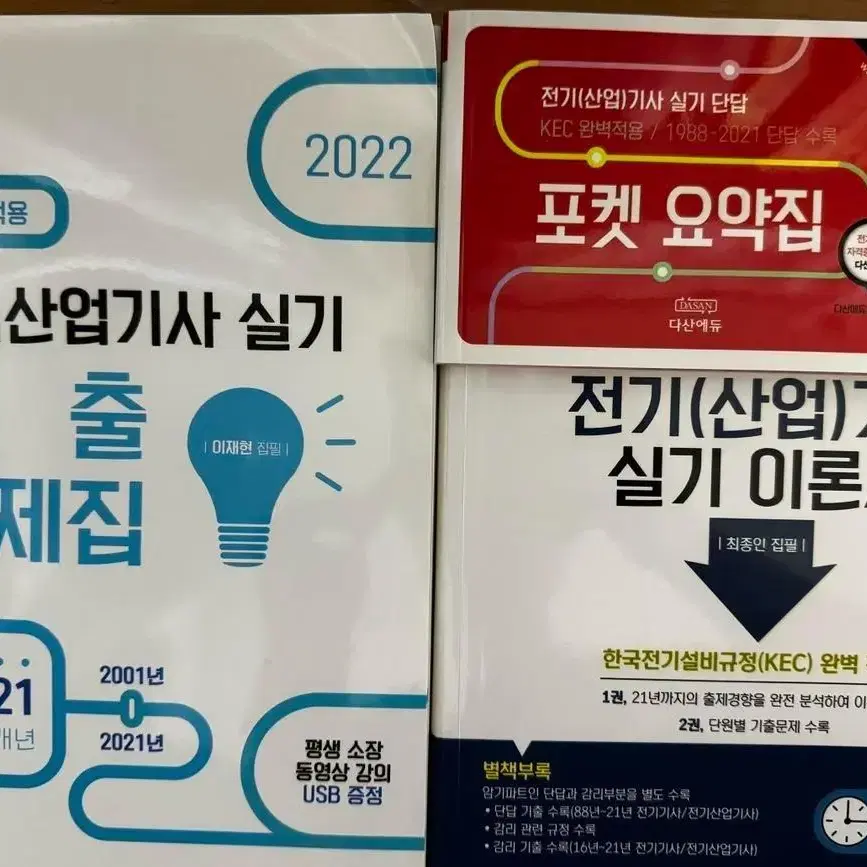 2022
적용
산업기사 실기
출
제집
| 이재현 집필 |
21
개년
2001년
2021년
평생 소장
동영상 강의
USB 증정
전기(산업)기사 실기 단답
KEC 완벽적용 / 1988-2021 단답 수록
포켓 요약집
DASAN
다산에듀
다산에듀
전기(산업)기
실기 이론
| 최종인 집필 |
한국전기설비규정(KEC) 완벽
1권, 21년까지의 출제경향을 완전 분석하여 이
2권, 단원별 기출문제 수록
별책부록
암기파트인 단답과 감리부분을 별도 수록
• 단답 기출 수록(88년~21년 전기기사/전기산업기사)
• 감리 관련 규정 수록
• 감리 기출 수록(16년~21년 전기기사/전기산업기사)